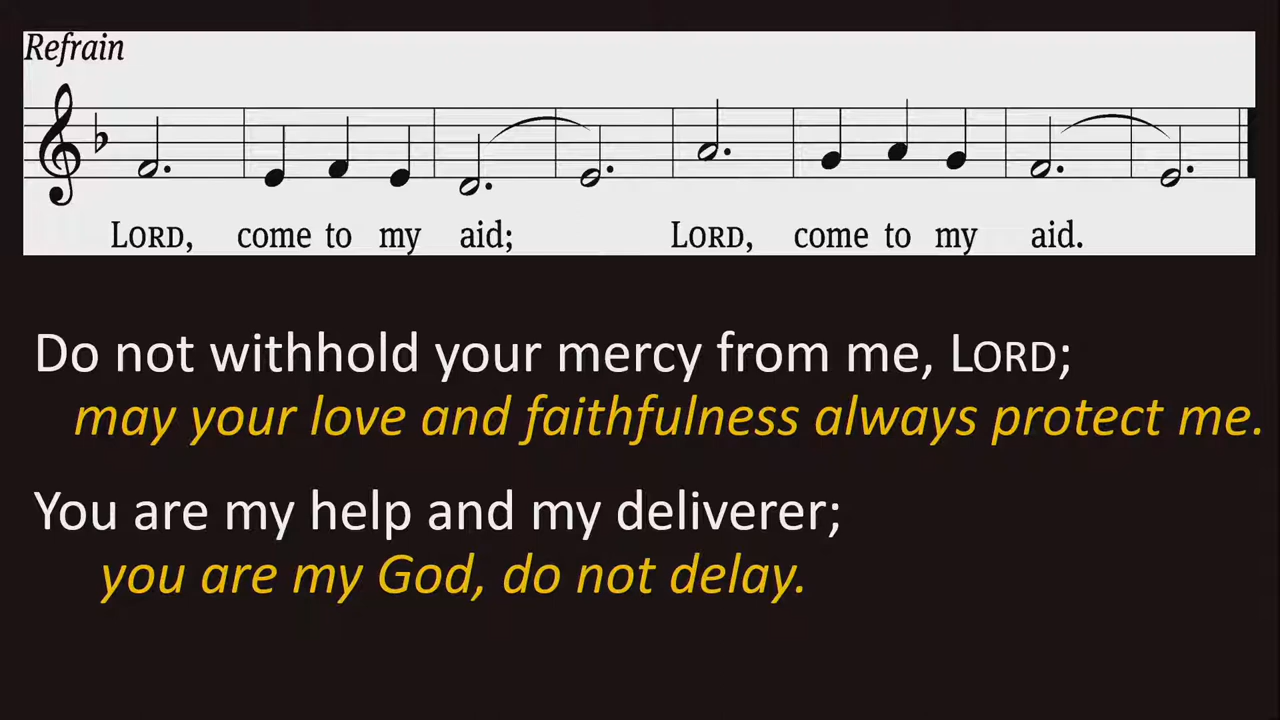 Refrain
LORD, come to my aid; LORD, come to my aid.
Do not withhold your mercy from me, LORD;
may your love and faithfulness always protect me.
You are my help and my deliverer;
you are my God, do not delay.